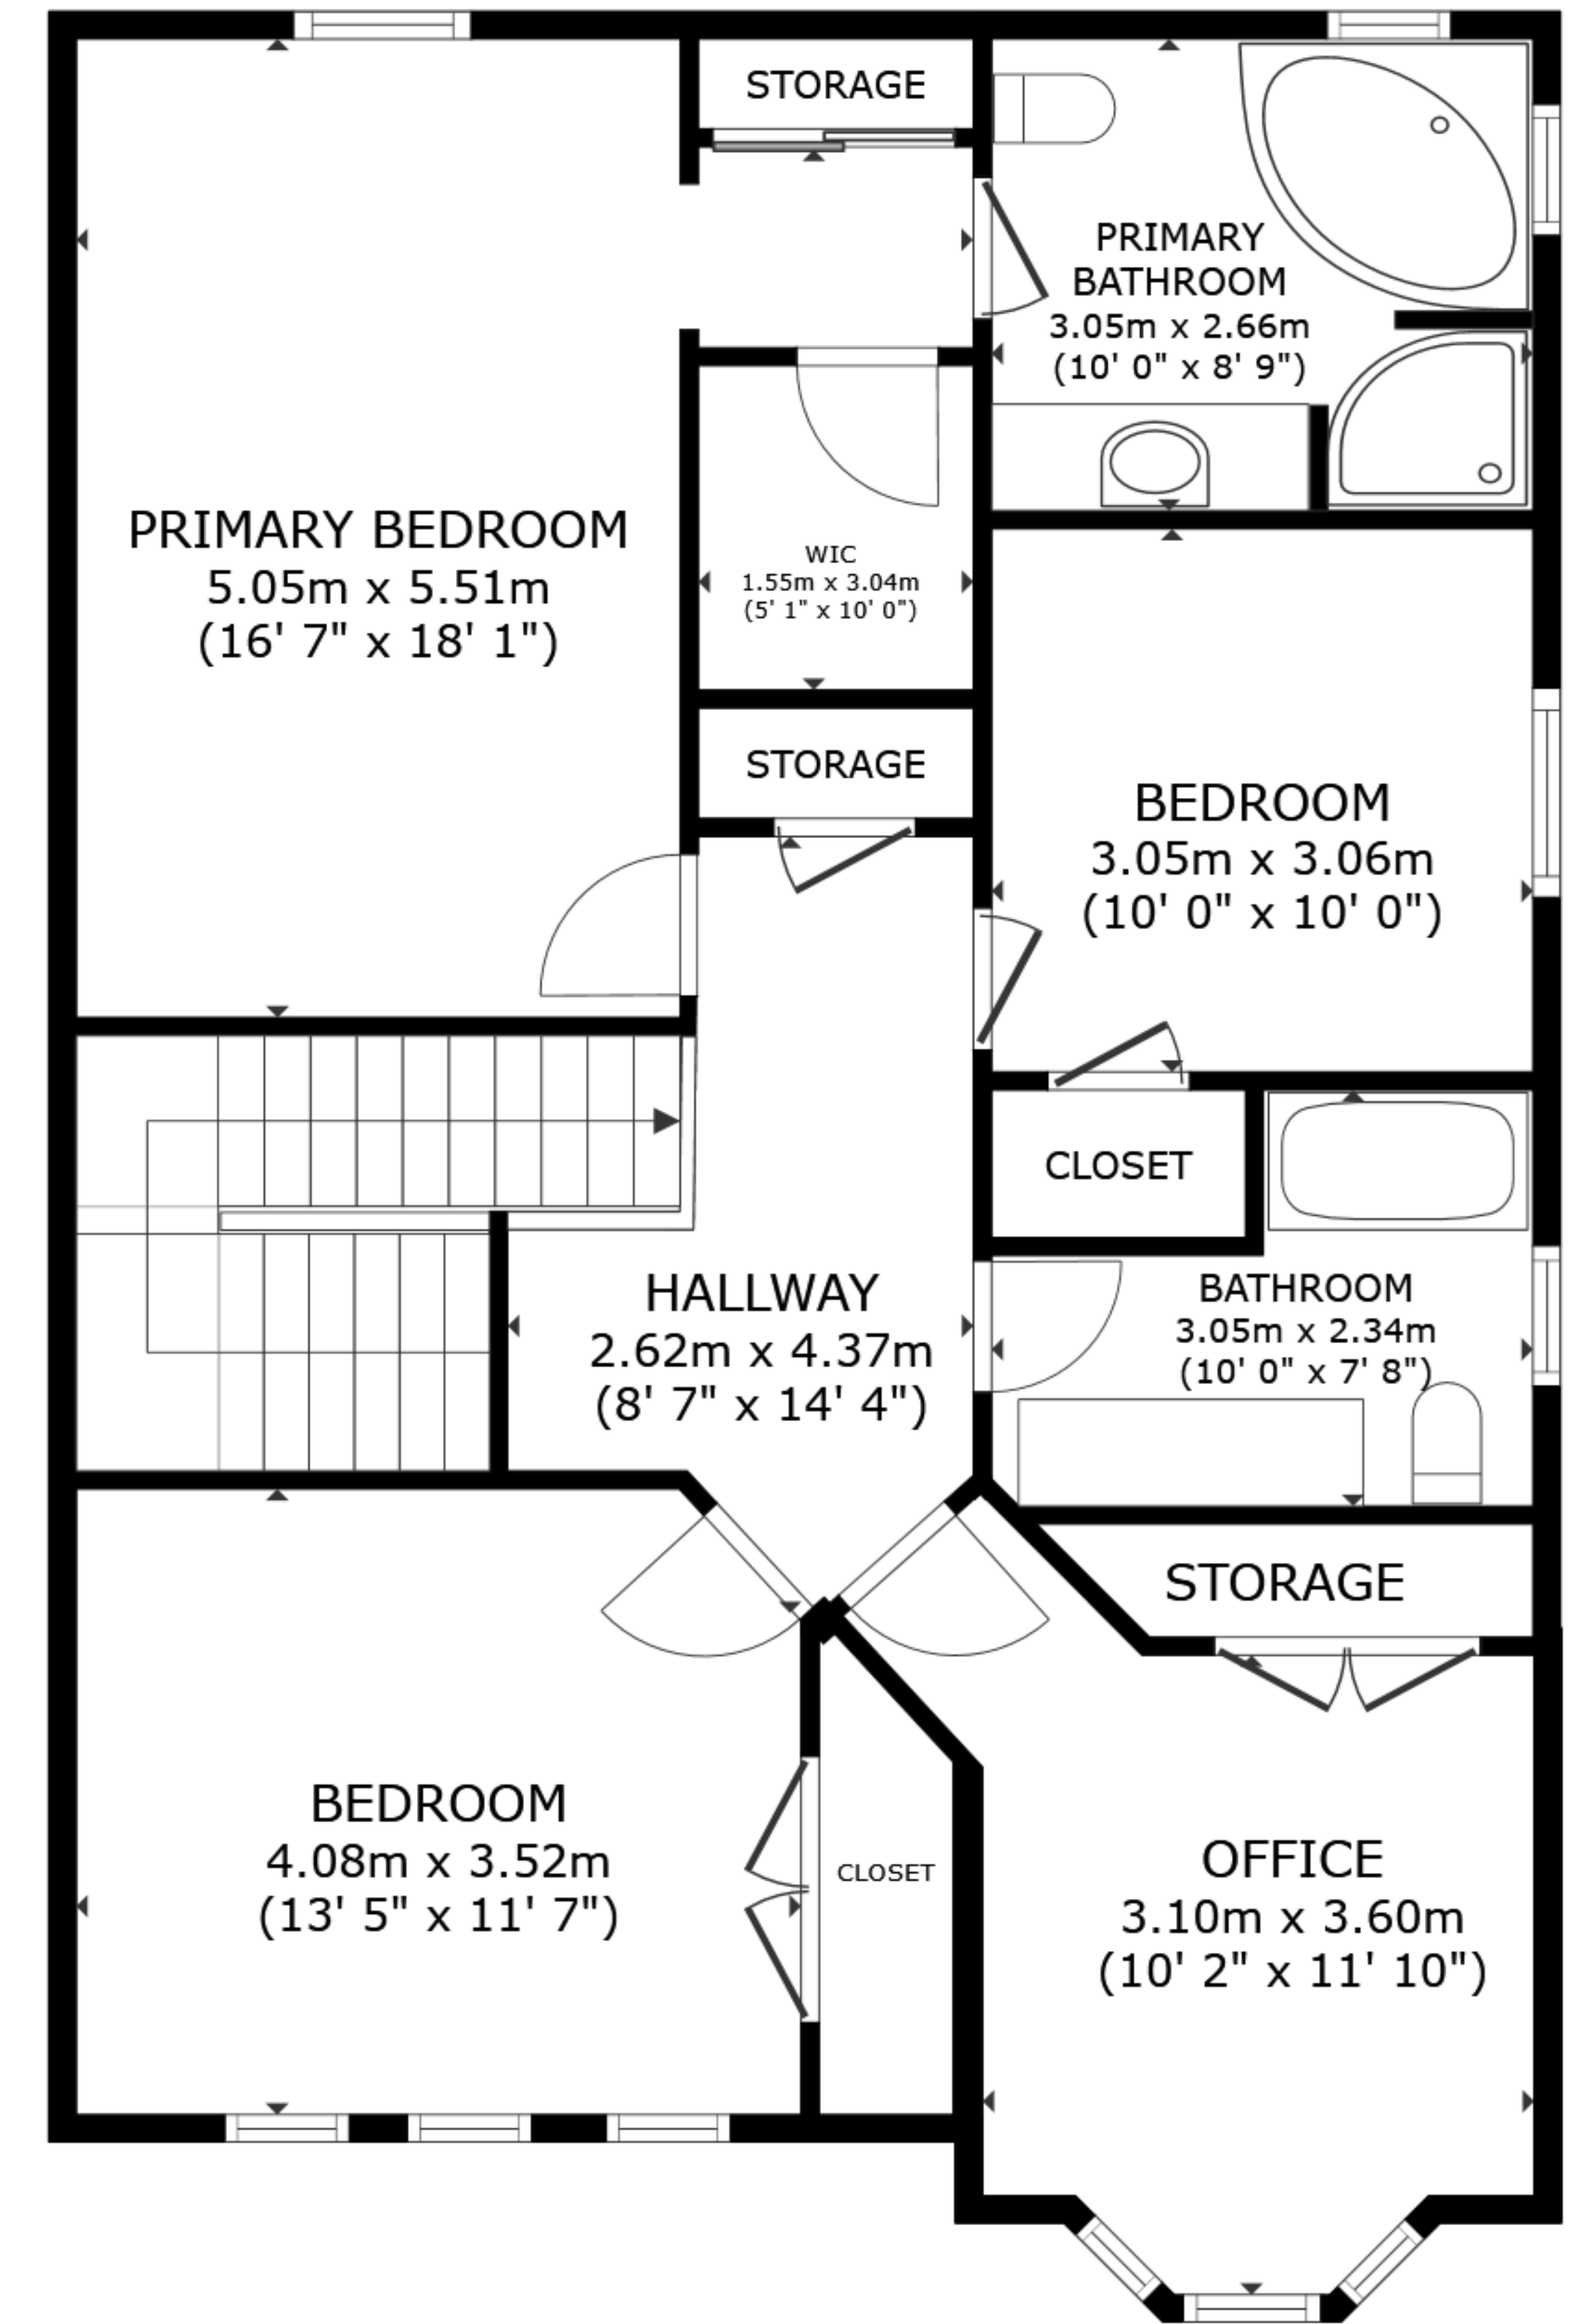 STORAGE
PRIMARY
BATHROOM
3.05m x 2.66m
(10' 0" x 8' 9")
PRIMARY BEDROOM
5.05m x 5.51m
(16' 7" x 18' 1")
WIC
1.55m x 3.04m
(5' 1" x 10' 0")
STORAGE
BEDROOM
3.05m x 3.06m
(10' 0" x 10' 0")
CLOSET
HALLWAY
2.62m x 4.37m
(8' 7" x 14' 4")
BATHROOM
3.05m x 2.34m
(10' 0" x 7' 8")
STORAGE
BEDROOM
4.08m x 3.52m
(13' 5" x 11' 7")
CLOSET
OFFICE
3.10m x 3.60m
(10' 2" x 11' 10")